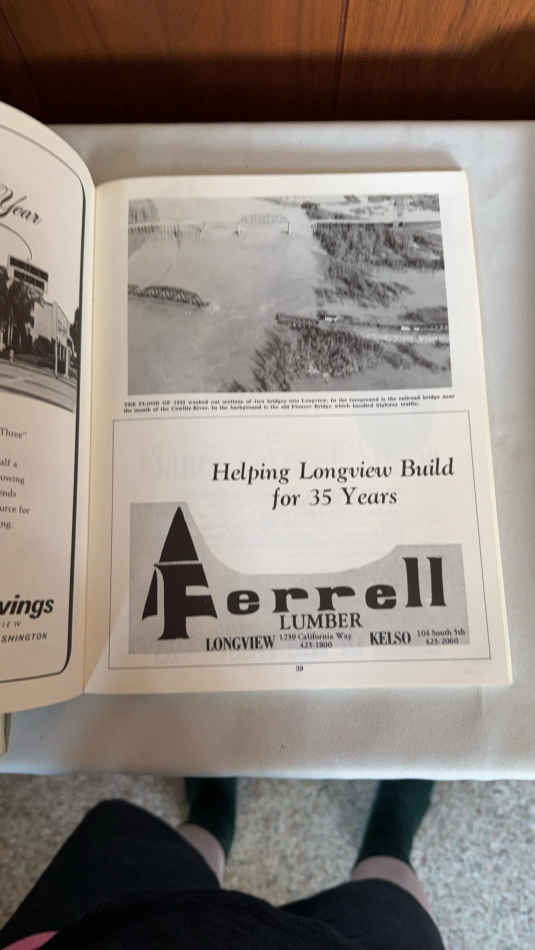 Year
Three"
alf a
owing
ends
urce for
ng.
vings
IEW
SHINGTON
THE FLOOD OF 1933 washed out sections of two bridges into Longview. In the foreground is the railroad bridge near
the mouth of the Cowlitz River. In the background is the old Pioneer Bridge, which handled highway traffic.
Helping Longview Build
for 35 Years
Ferrell
LUMBER
LONGVIEW 1239 California Way KELSO 104 South 5th
423-1800 423-2060
39